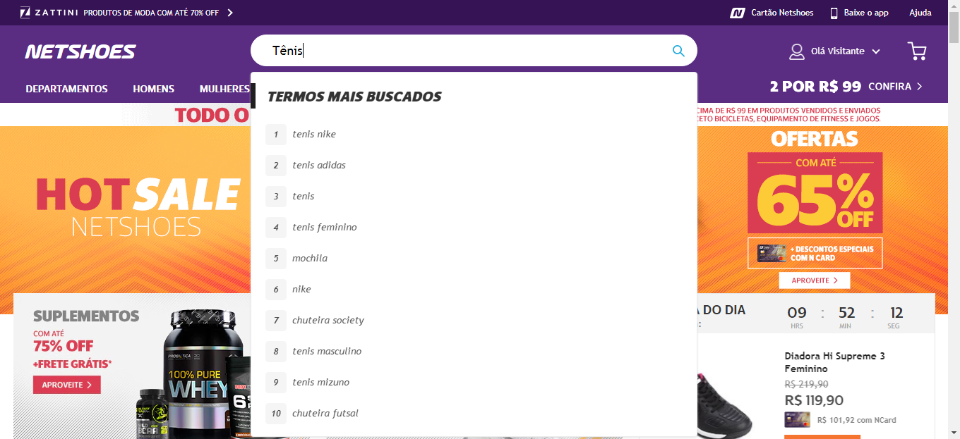 ZATTINI PRODUTOS DE MODA COM ATÉ 70% OFF
Cartão Netshoes Baixe o app Ajuda
NETSHOES
Tênis
Olá Visitante
DEPARTAMENTOS HOMENS MULHERES
2 POR R$ 99 CONFIRA
TODO O
CIMA DE R$ 99 EM PRODUTOS VENDIDOS E ENVIADOS
CETO BICICLETAS, EQUIPAMENTO DE FITNESS E JOGOS.
TERMOS MAIS BUSCADOS
1 tenis nike
2 tenis adidas
3 tenis
4 tenis feminino
5 mochila
6 nike
7 chuteira society
8 tenis masculino
9 tenis mizuno
10 chuteira futsal
HOT SALE
NETSHOES
OFERTAS
COM ATÉ
65% OFF
+ DESCONTOS ESPECIAIS
COM N CARD
APROVEITE
SUPLEMENTOS
COM ATÉ
75% OFF
+FRETE GRÁTIS*
APROVEITE
100% PURE
WHEY
DO DIA
09 : 52 : 12
HRS MIN SEG
Diadora Hi Supreme 3
Feminino
R$ 219,90
R$ 119,90
R$ 101,92 com NCard